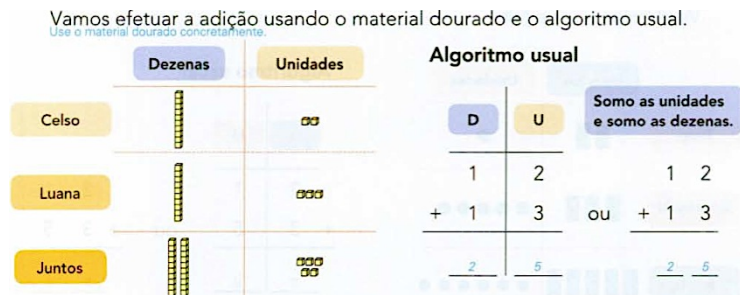 Vamos efetuar a adição usando o material dourado e o algoritmo usual.
Use o material dourado concretamente.
Dezenas Unidades
Celso
Luana
Juntos
Algoritmo usual
D U
1 2
+ 1 3
2 5
ou
Somo as unidades
e somo as dezenas.
1 2
+ 1 3
2 5